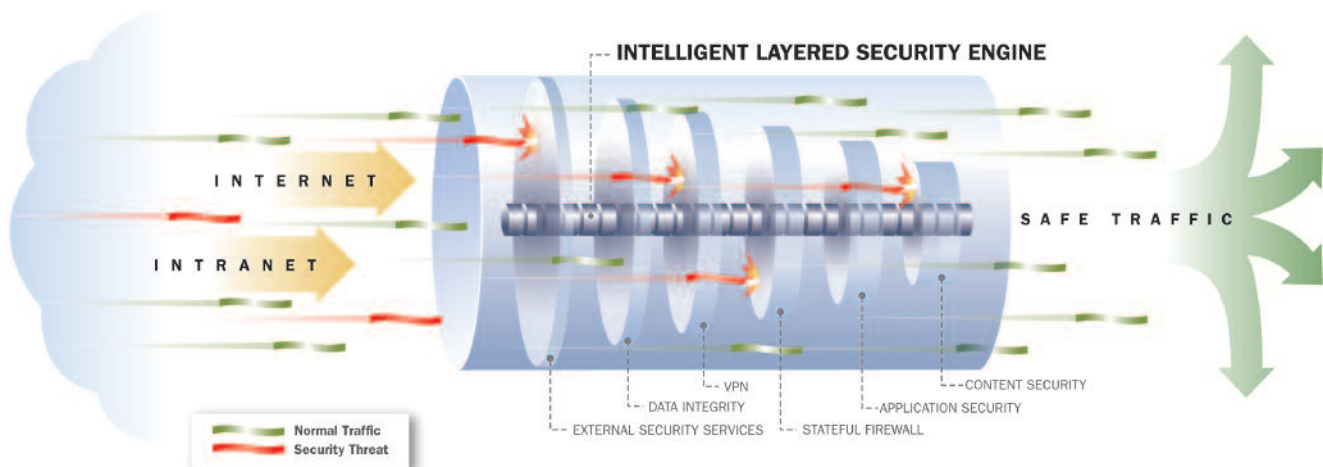 INTELLIGENT LAYERED SECURITY ENGINE
INTERNET
SAFE TRAFFIC
INTRANET
VPN
CONTENT SECURITY
DATA INTEGRITY
APPLICATION SECURITY
EXTERNAL SECURITY SERVICES
STATEFUL FIREWALL
Normal Traffic
Security Threat